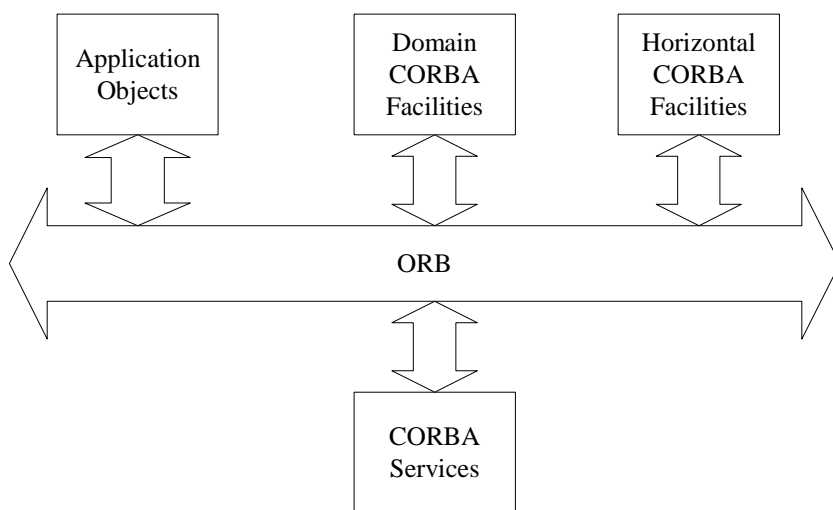 Application
Objects
Domain
CORBA
Facilities
Horizontal
CORBA
Facilities
ORB
CORBA
Services